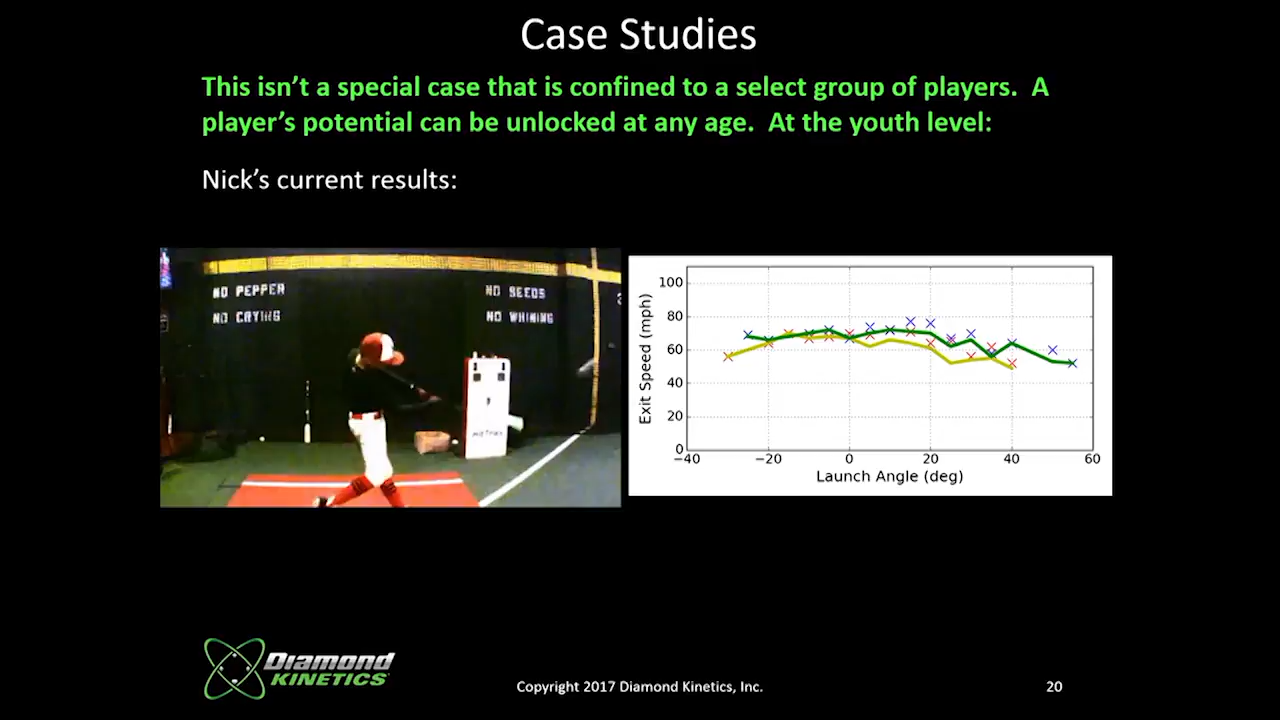 Case Studies
This isn't a special case that is confined to a select group of players. A
player's potential can be unlocked at any age. At the youth level:
Nick's current results:
NO PEPPER
NO CRYING
NO SEEDS
NO WHINING
Exit Speed (mph)
100
80
60
40
20
0
−40
−20
0
20
40
60
Launch Angle (deg)
Diamond
KINETICS
Copyright 2017 Diamond Kinetics, Inc.
20